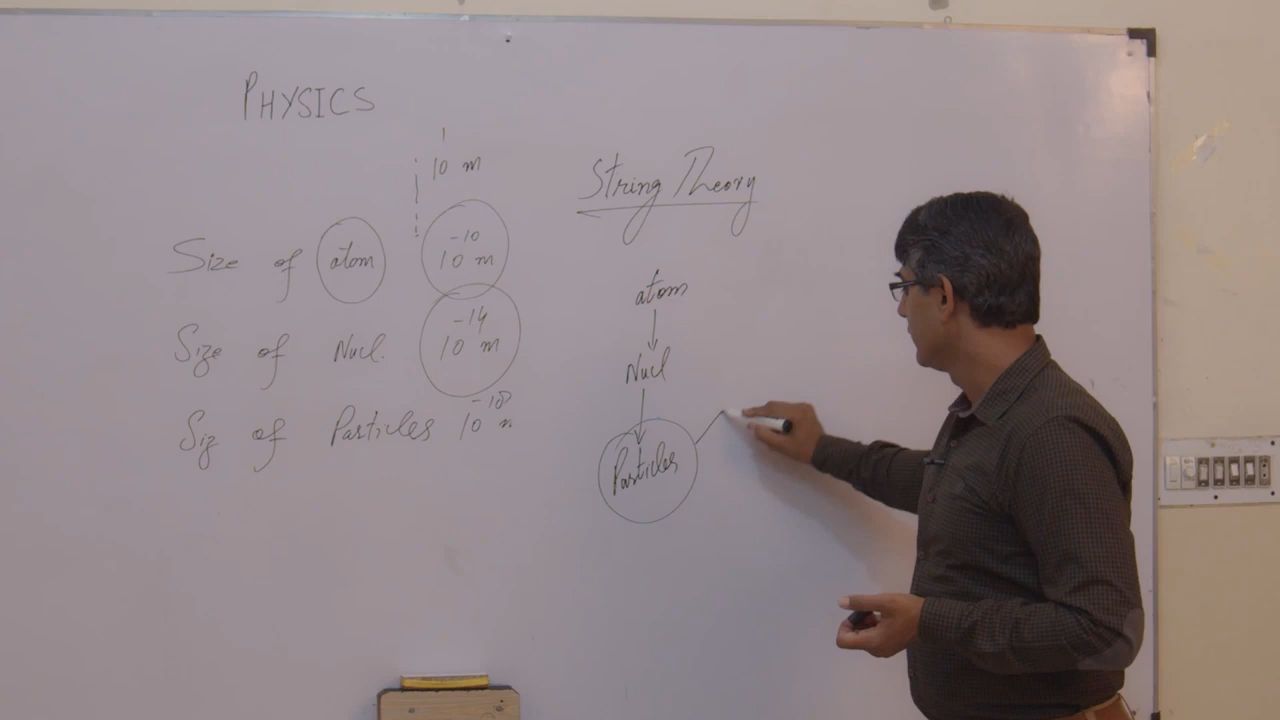 PHYSICS
10 m
Size of atom 10^-10 m
Size of Nucl. 10^-14 m
Siz of Particles 10^-18 m
String Theory
atom
Nucl
Particles